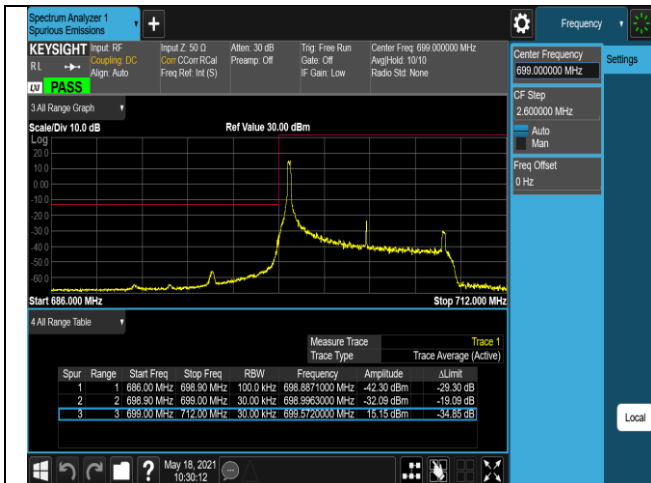 Spectrum Analyzer 1
Spurious Emissions
Frequency
KEYSIGHT Input: RF Input Z: 50 Ω Atten: 30 dB Trig: Free Run Center Freq: 699.000000 MHz
RL Coupling: DC Corr CCorr RCal Preamp: Off Gate: Off Avg|Hold: 10/10
Align: Auto Freq Ref: Int (S) IF Gain: Low Radio Std: None
LXI PASS
Center Frequency
699.000000 MHz
Settings
CF Step
2.600000 MHz
Auto
Man
Freq Offset
0 Hz
3 All Range Graph
Scale/Div 10.0 dB Ref Value 30.00 dBm
Log
20.0
10.0
0.00
-10.0
-20.0
-30.0
-40.0
-50.0
-60.0
Start 686.000 MHz Stop 712.000 MHz
4 All Range Table
Measure Trace Trace 1
Trace Type Trace Average (Active)
Spur Range Start Freq Stop Freq RBW Frequency Amplitude ΔLimit
1 1 686.00 MHz 698.90 MHz 100.0 kHz 698.8871000 MHz -42.30 dBm -29.30 dB
2 2 698.90 MHz 699.00 MHz 30.00 kHz 698.9963000 MHz -32.09 dBm -19.09 dB
3 3 699.00 MHz 712.00 MHz 30.00 kHz 699.5720000 MHz 15.15 dBm -34.85 dB
Local
May 18, 2021
10:30:12